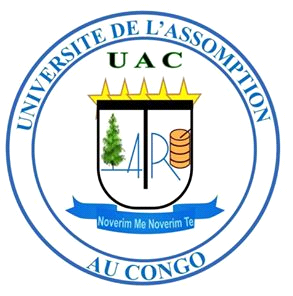 UNIVERSITE DE L'ASSOMPTION
UAC
Noverim Me Noverim Te
AU CONGO